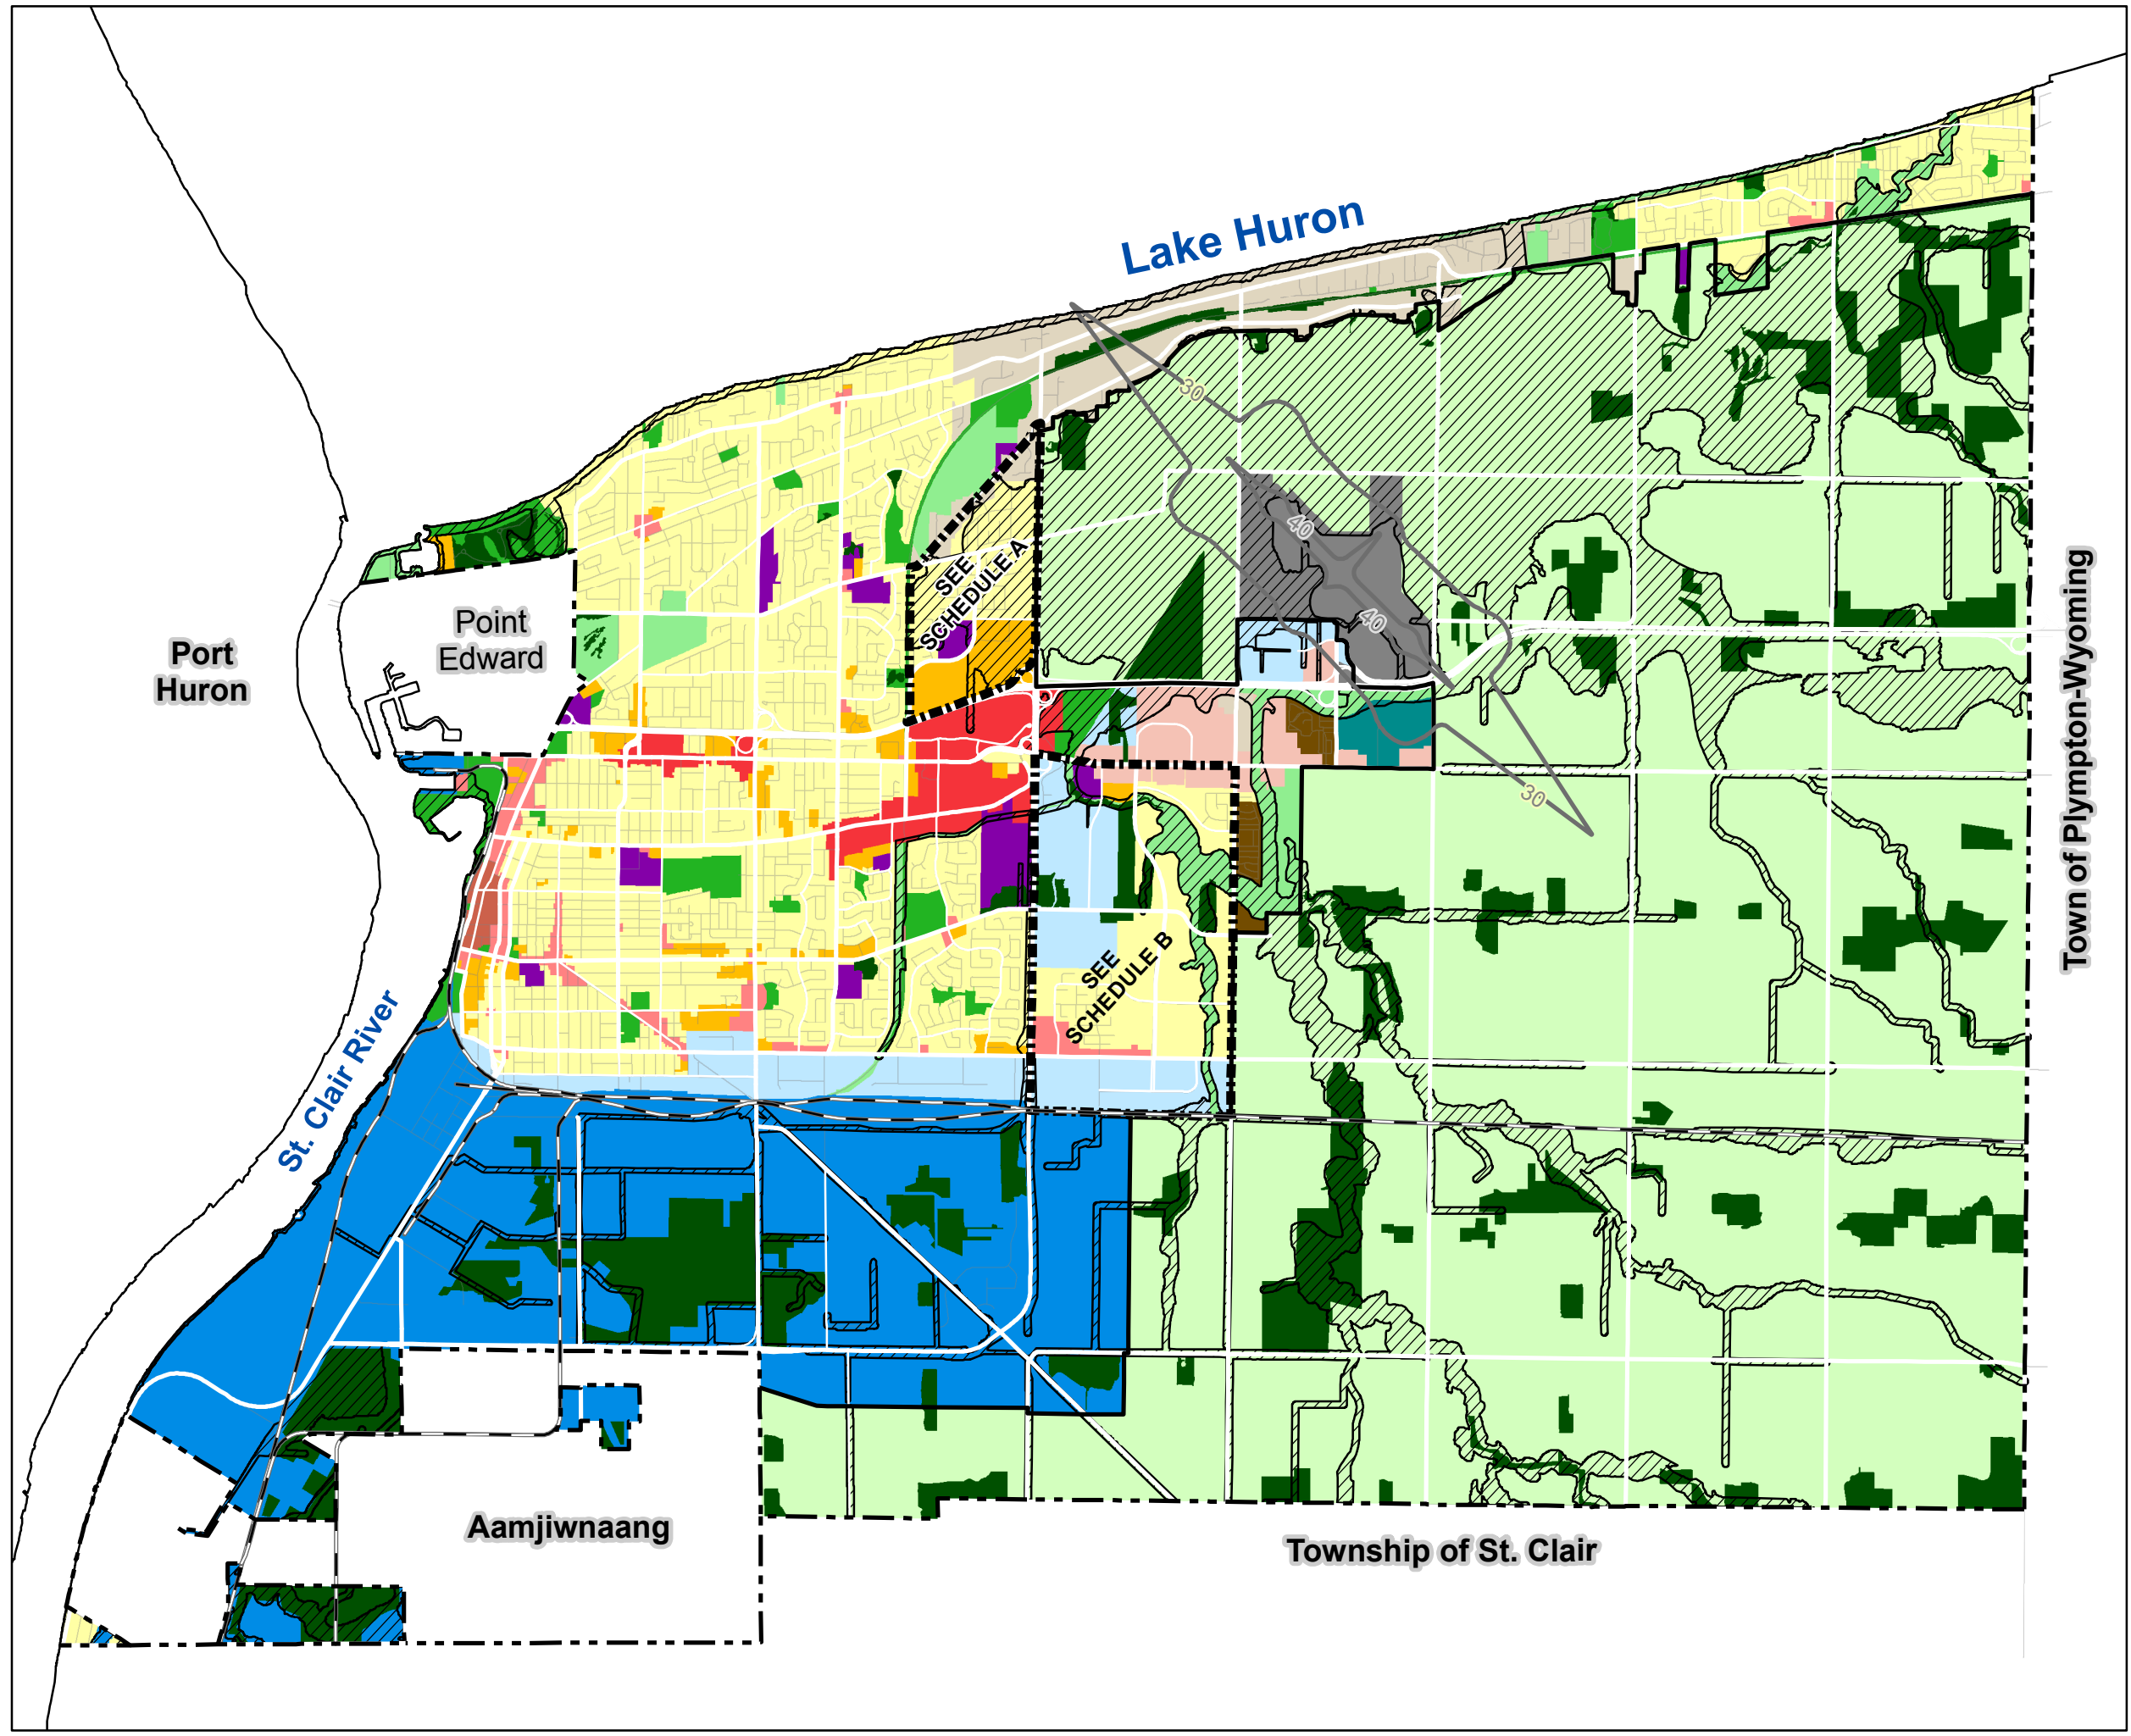 Lake Huron
30
40
SEE
SCHEDULE A
Point
Edward
Port
Huron
40
Town of Plympton-Wyoming
30
SEE
SCHEDULE B
St. Clair River
Aamjiwnaang
Township of St. Clair